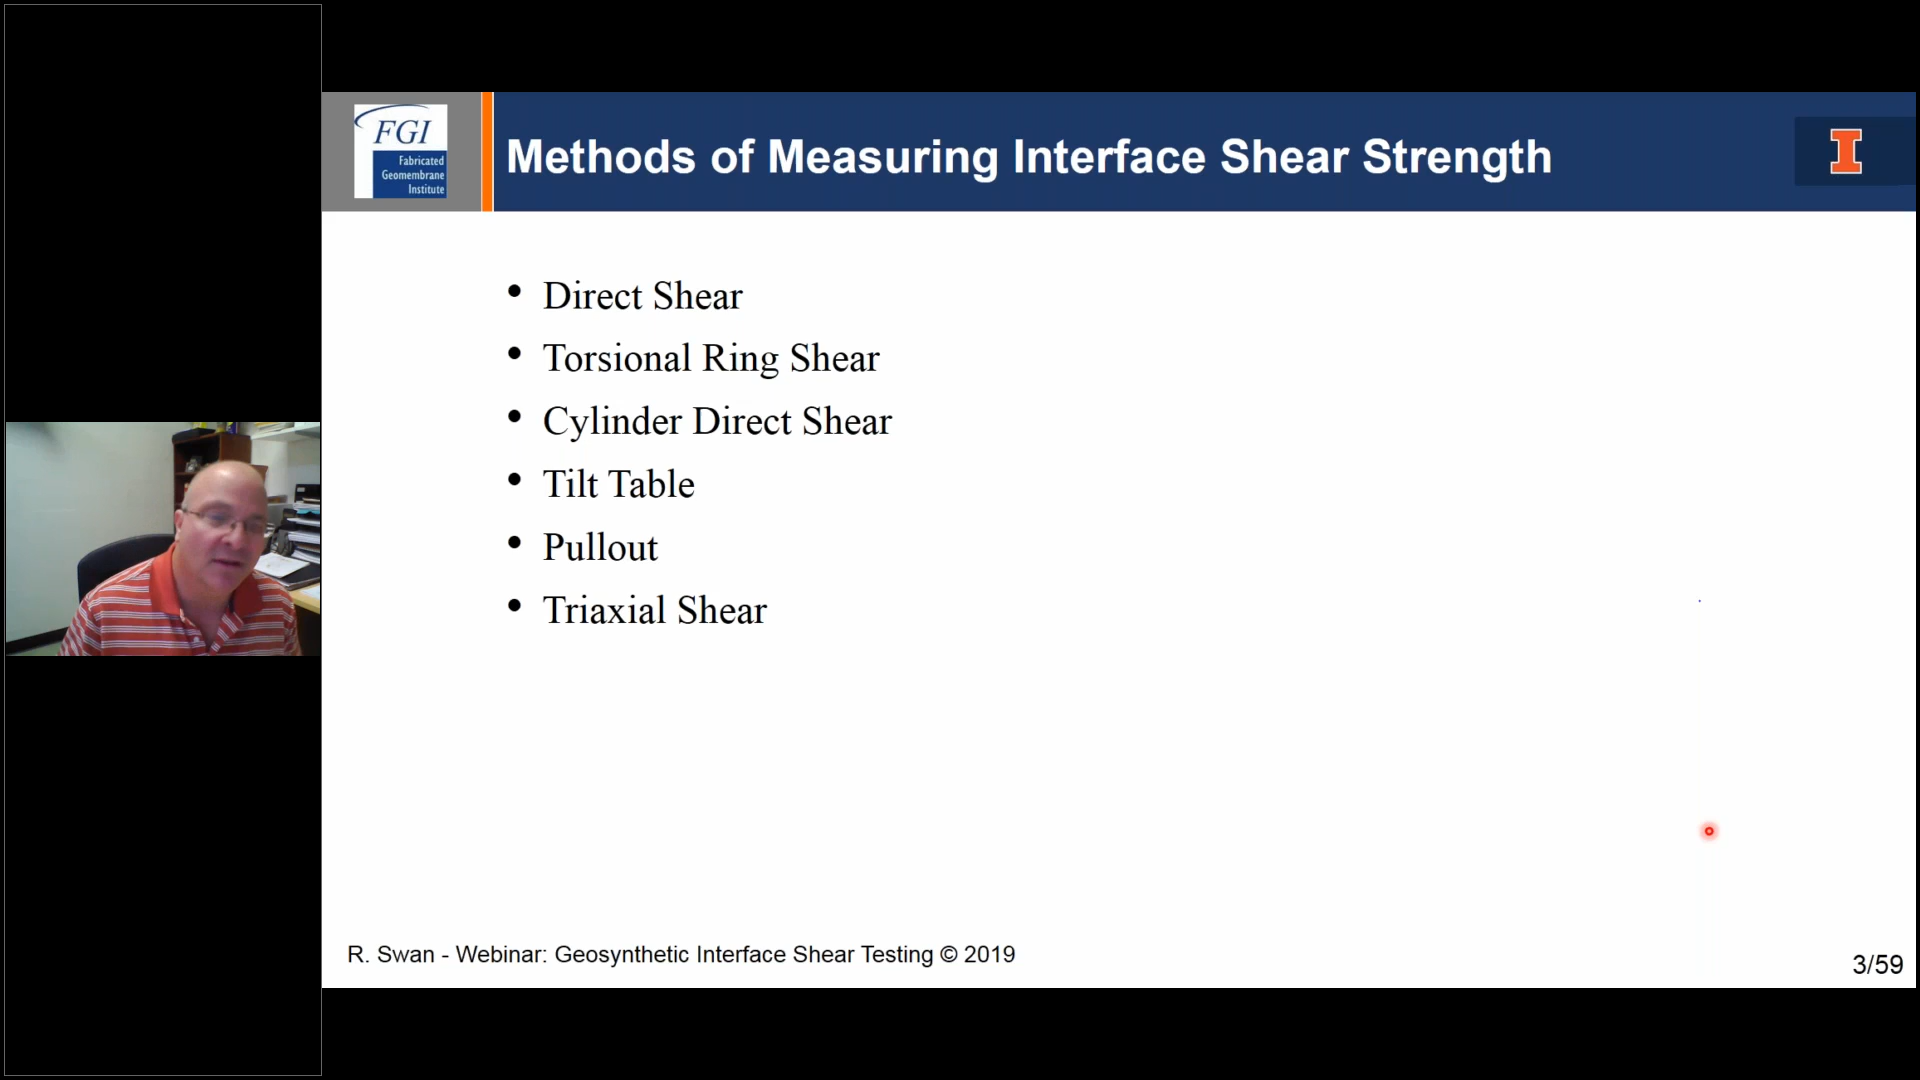 FGI
Fabricated
Geomembrane
Institute
Methods of Measuring Interface Shear Strength
I
• Direct Shear
• Torsional Ring Shear
• Cylinder Direct Shear
• Tilt Table
• Pullout
• Triaxial Shear
R. Swan - Webinar: Geosynthetic Interface Shear Testing © 2019
3/59